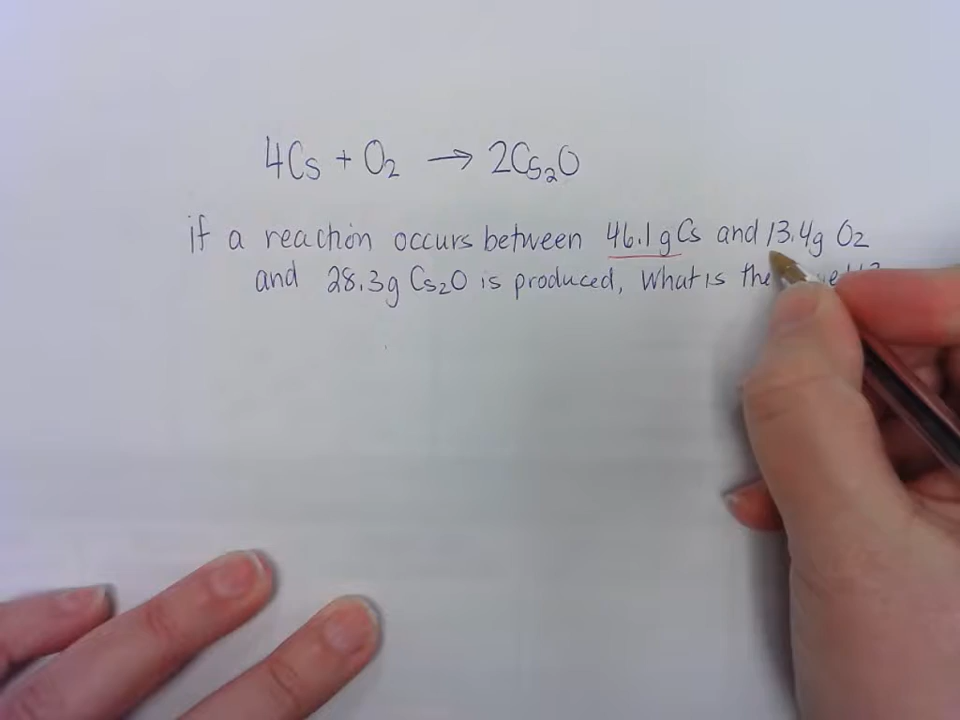 4Cs + O₂ → 2Cs₂O
if a reaction occurs between 46.1g Cs and 13.4g O₂
and 28.3g Cs₂O is produced, What is the